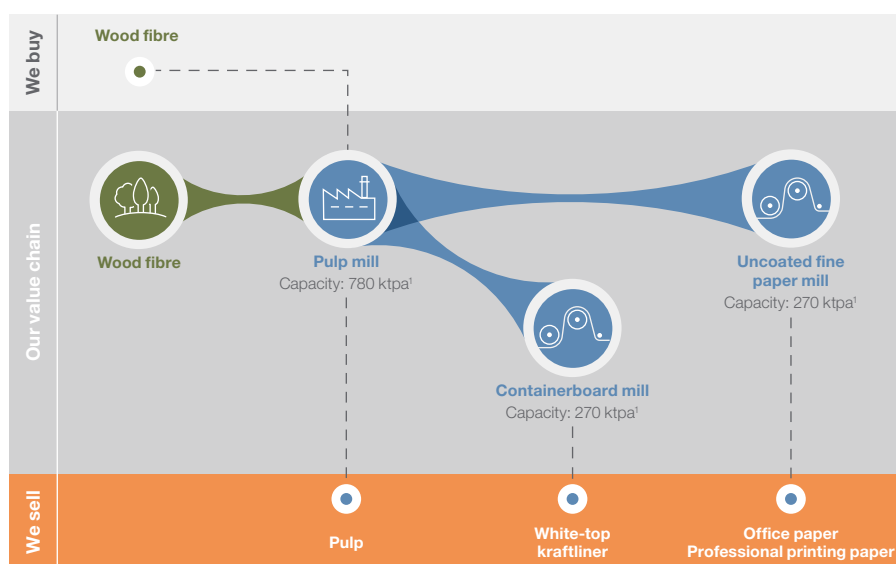 We buy
Wood fibre
Our value chain
Wood fibre
Pulp mill
Capacity: 780 ktpa¹
Uncoated fine
paper mill
Capacity: 270 ktpa¹
Containerboard mill
Capacity: 270 ktpa¹
We sell
Pulp
White-top
kraftliner
Office paper
Professional printing paper